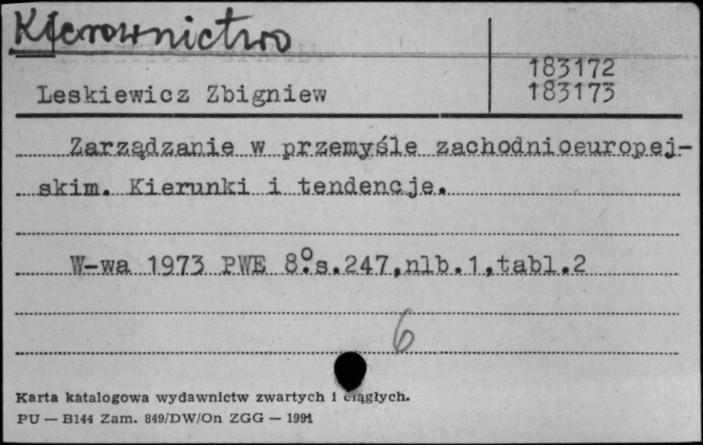 Kierownictwo
183172
Leskiewicz Zbigniew
183173
Zarządzanie w przemyśle zachodnioeuropej-
skim. Kierunki i tendencje.
W-wa 1973 PWE 8°.s.247,nlb.1,tabl.2
6
Karta katalogowa wydawnictw zwartych i ciągłych.
PU — B144 Zam. 849/DW/On ZGG — 1991